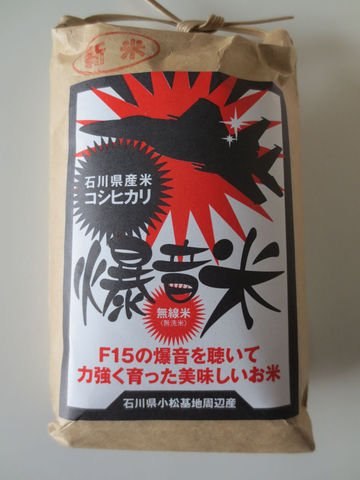 新米
石川県産米
コシヒカリ
爆音米
無線米
(無洗米)
F15の爆音を聴いて
力強く育った美味しいお米
石川県小松基地周辺産